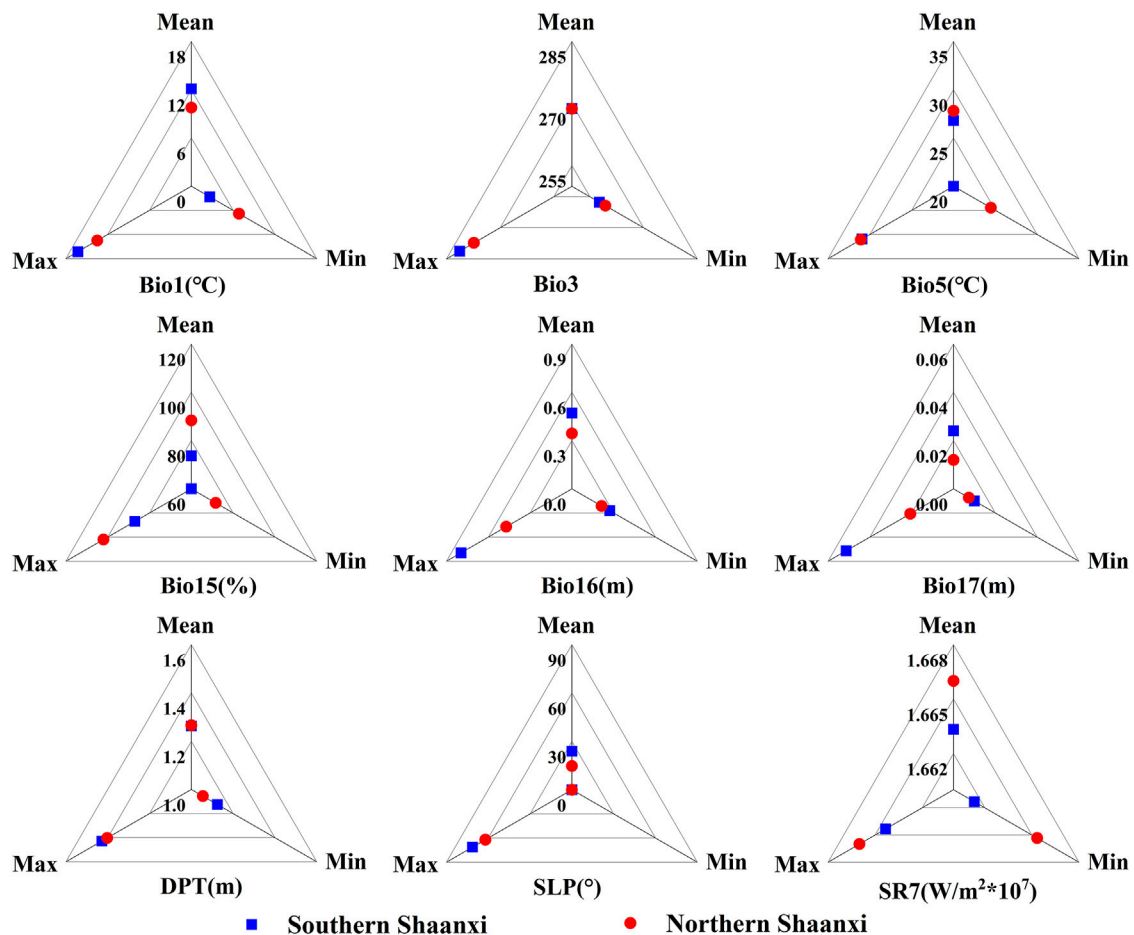 Mean Mean Mean
18 285 35
12 270 30
6 255 25
0 20
Max Min Max Min Max Min
Bio1(℃) Bio3 Bio5(℃)
Mean Mean Mean
120 0.9 0.06
100 0.6 0.04
80 0.3 0.02
60 0.0 0.00
Max Min Max Min Max Min
Bio15(%) Bio16(m) Bio17(m)
Mean Mean Mean
1.6 90 1.668
1.4 60 1.665
1.2 30 1.662
1.0 0
Max Min Max Min Max Min
DPT(m) SLP(°) SR7(W/m²*10⁷)
Southern Shaanxi Northern Shaanxi